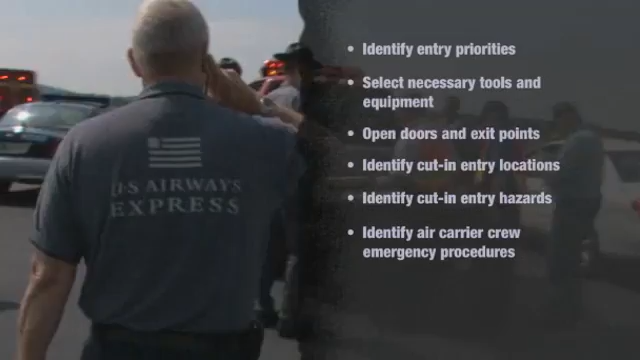 • Identify entry priorities
• Select necessary tools and
equipment
• Open doors and exit points
• Identify cut-in entry locations
• Identify cut-in entry hazards
• Identify air carrier crew
emergency procedures
US AIRWAYS
EXPRESS